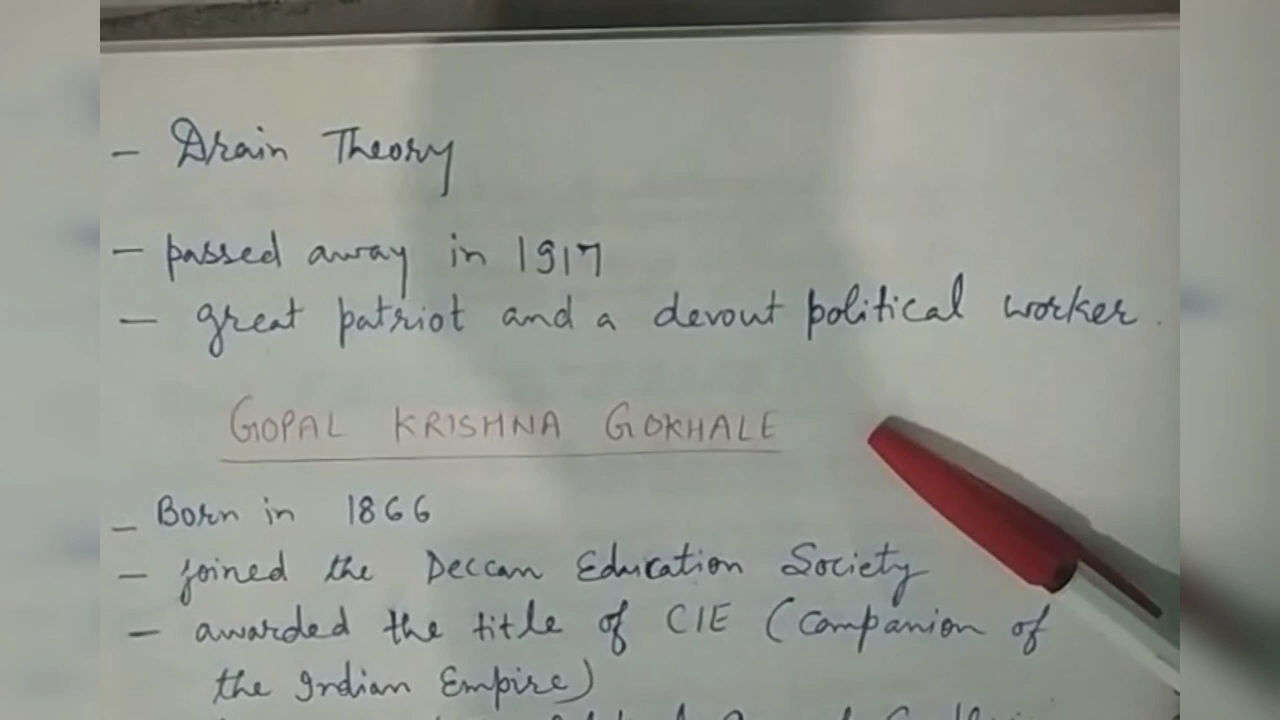 - Drain Theory
- passed away in 1917
- great patriot and a devout political worker.
GOPAL KRISHNA GOKHALE
- Born in 1866
- joined the Deccan Education Society
- awarded the title of CIE (Companion of
the Indian Empire)